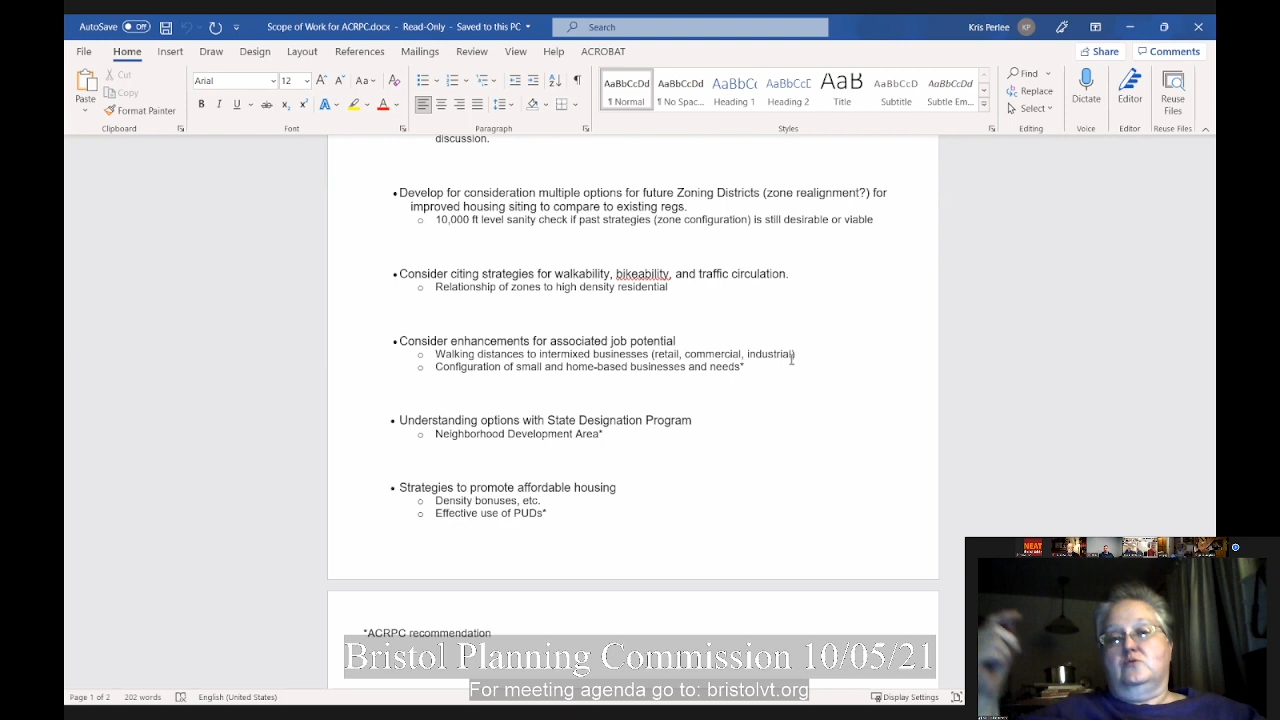 AutoSave Off Scope of Work for ACRPC.docx - Read-Only - Saved to this PC Search Kris Perlee KP
File Home Insert Draw Design Layout References Mailings Review View Help ACROBAT Share Comments
Paste Cut Copy Format Painter
Arial 12 Aa
B I U ab x₂ x² A A
AaBbCcDd AaBbCcDd AaBbCc AaBbCcD AaB AaBbCcD AaBbCcDd
¶ Normal ¶ No Spac... Heading 1 Heading 2 Title Subtitle Subtle Em...
Find Replace Select
Dictate Editor Reuse Files
Clipboard Font Paragraph Styles Editing Voice Editor Reuse Files
discussion.
• Develop for consideration multiple options for future Zoning Districts (zone realignment?) for
improved housing siting to compare to existing regs.
o 10,000 ft level sanity check if past strategies (zone configuration) is still desirable or viable
• Consider citing strategies for walkability, bikeability, and traffic circulation.
o Relationship of zones to high density residential
• Consider enhancements for associated job potential
o Walking distances to intermixed businesses (retail, commercial, industrial)
o Configuration of small and home-based businesses and needs*
• Understanding options with State Designation Program
o Neighborhood Development Area*
• Strategies to promote affordable housing
o Density bonuses, etc.
o Effective use of PUDs*
*ACRPC recommendation
Bristol Planning Commission 10/05/21
For meeting agenda go to: bristolvt.org
Page 1 of 2 202 words English (United States) Display Settings
NEAT